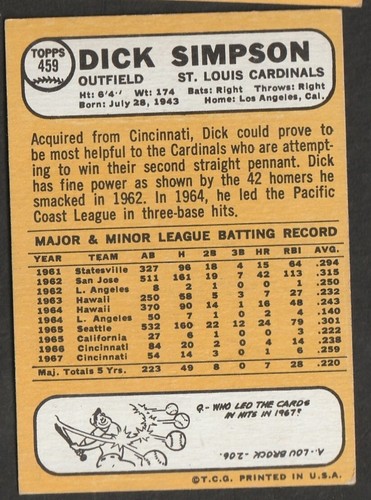 TOPPS
459
DICK SIMPSON
OUTFIELD ST. LOUIS CARDINALS
Ht: 6'4" Wt: 174 Bats: Right Throws: Right
Born: July 28, 1943 Home: Los Angeles, Cal.
Acquired from Cincinnati, Dick could prove to
be most helpful to the Cardinals who are attempt-
ing to win their second straight pennant. Dick
has fine power as shown by the 42 homers he
smacked in 1962. In 1964, he led the Pacific
Coast League in three-base hits.
MAJOR & MINOR LEAGUE BATTING RECORD
YEAR TEAM AB H 2B 3B HR RBI AVG.
1961 Statesville 327 96 18 4 15 64 .294
1962 San Jose 511 161 19 7 42 113 .315
1962 L. Angeles 8 2 1 0 0 1 .250
1963 Hawaii 250 58 5 3 7 27 .232
1964 Hawaii 370 90 14 1 16 48 .243
1964 L. Angeles 50 7 1 0 2 4 .140
1965 Seattle 532 160 22 12 24 79 .301
1965 California 27 6 1 0 0 3 .222
1966 Cincinnati 84 20 2 0 4 14 .238
1967 Cincinnati 54 14 3 0 1 6 .259
Maj. Totals 5 Yrs. 223 49 8 0 7 28 .220
Q.-WHO LED THE CARDS
IN HITS IN 1967?
A.-LOU BROCK-206.
©T.C.G. PRINTED IN U.S.A.